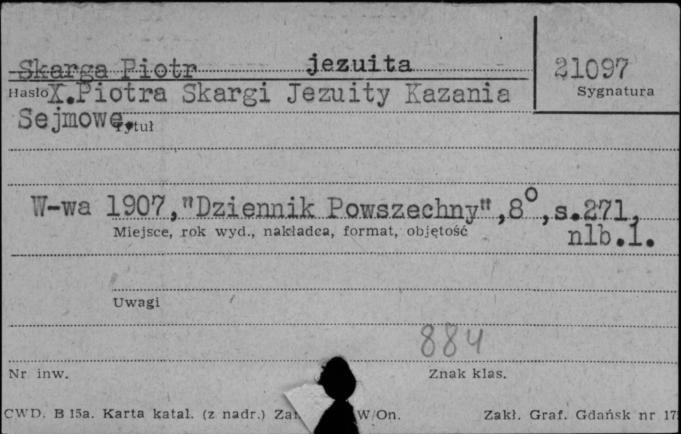 Skarga Piotr jezuita 21097
Hasło X.Piotra Skargi Jezuity Kazania Sygnatura
Sejmowe.
Tytuł
W-wa 1907,"Dziennik Powszechny",8°,s.271,
Miejsce, rok wyd., nakładca, format, objętość nlb.1.
Uwagi
884
Nr inw. Znak klas.
CWD. B 15a. Karta katal. (z nadr.) W/On. Zakł. Graf. Gdańsk nr